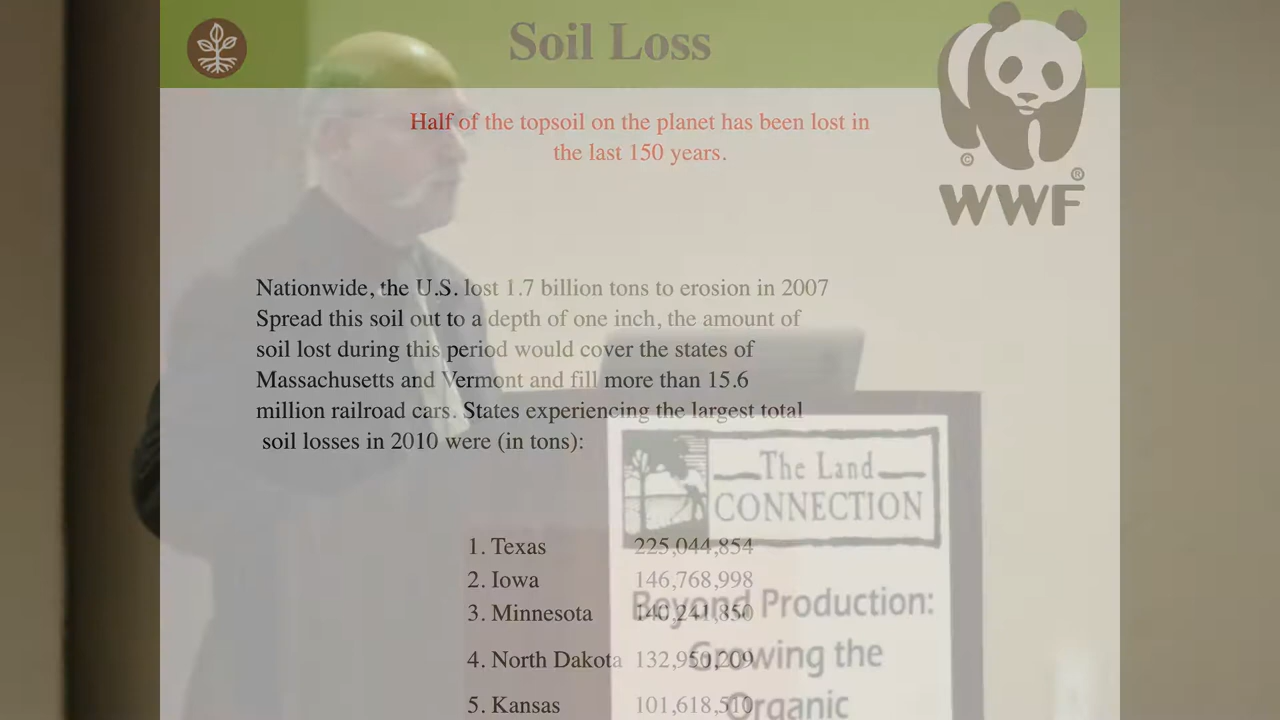 Soil Loss
Half of the topsoil on the planet has been lost in
the last 150 years.
©
®
WWF
Nationwide, the U.S. lost 1.7 billion tons to erosion in 2007
Spread this soil out to a depth of one inch, the amount of
soil lost during this period would cover the states of
Massachusetts and Vermont and fill more than 15.6
million railroad cars. States experiencing the largest total
soil losses in 2010 were (in tons):
1. Texas 225,044,854
2. Iowa 146,768,998
3. Minnesota 140,241,850
4. North Dakota 132,950,209
5. Kansas 101,618,510
The Land
CONNECTION
Beyond Production:
Growing the
Organic